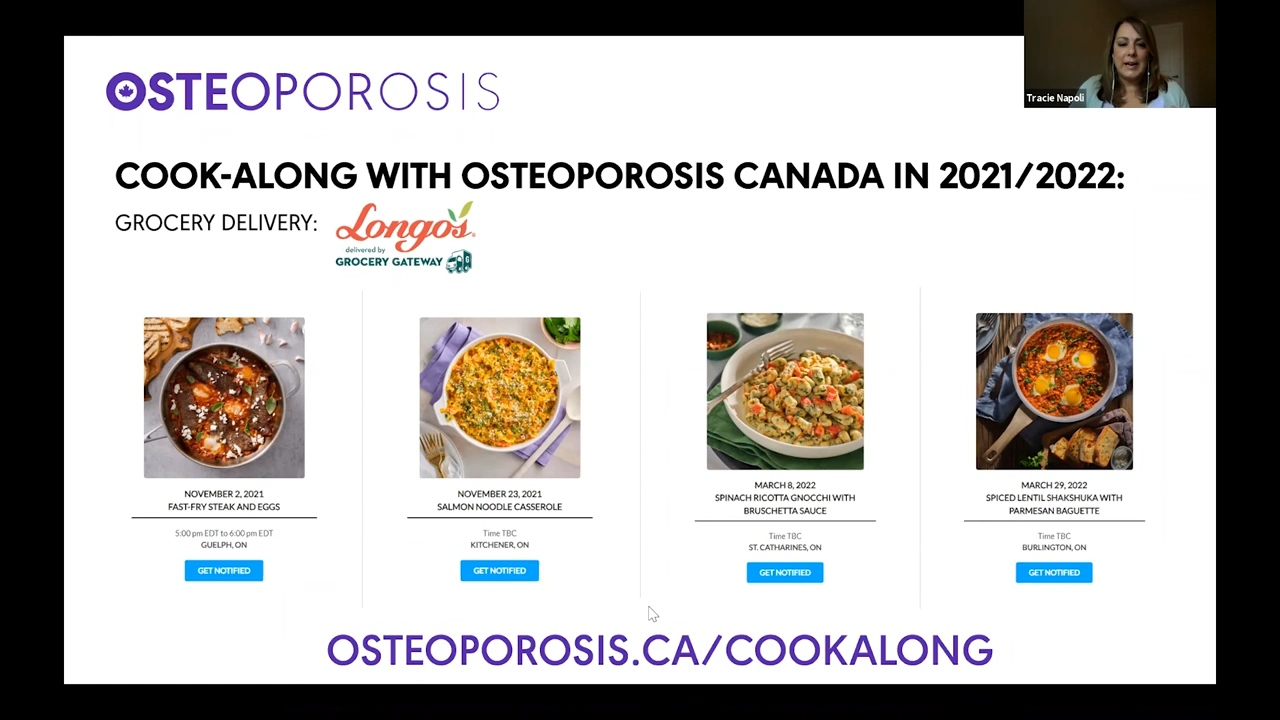 OSTEOPOROSIS
Tracie Napoli
COOK-ALONG WITH OSTEOPOROSIS CANADA IN 2021/2022:
GROCERY DELIVERY:
Longo's
delivered by
GROCERY GATEWAY
NOVEMBER 2, 2021
FAST-FRY STEAK AND EGGS
5:00 pm EDT to 6:00 pm EDT
GUELPH, ON
GET NOTIFIED
NOVEMBER 23, 2021
SALMON NOODLE CASSEROLE
Time TBC
KITCHENER, ON
GET NOTIFIED
MARCH 8, 2022
SPINACH RICOTTA GNOCCHI WITH
BRUSCHETTA SAUCE
Time TBC
ST. CATHARINES, ON
GET NOTIFIED
MARCH 29, 2022
SPICED LENTIL SHAKSHUKA WITH
PARMESAN BAGUETTE
Time TBC
BURLINGTON, ON
GET NOTIFIED
OSTEOPOROSIS.CA/COOKALONG